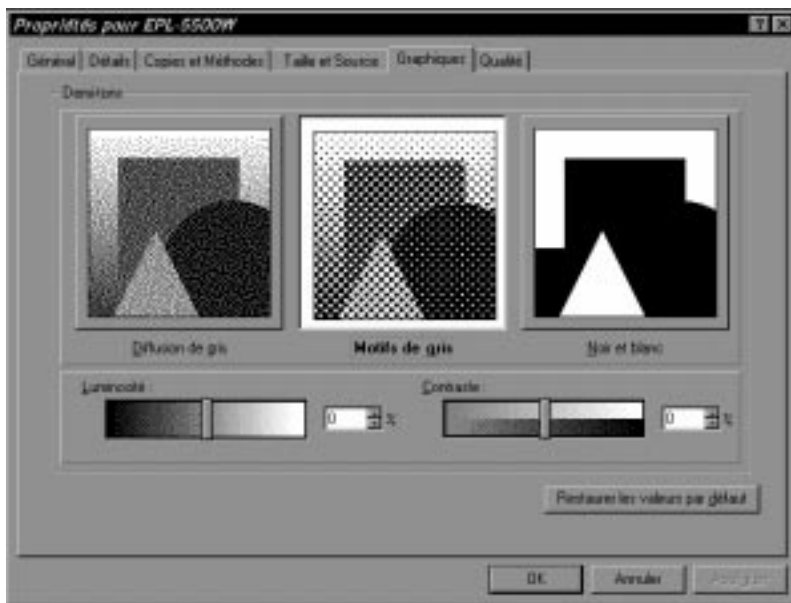 Propriétés pour EPL-5500W
Général Détails Copies et Méthodes Taille et Source Graphiques Qualité
Demitons
Diffusion de gris Motifs de gris Noir et blanc
Luminosité : Contraste :
0 % 0 %
Restaurer les valeurs par défaut
OK Annuler